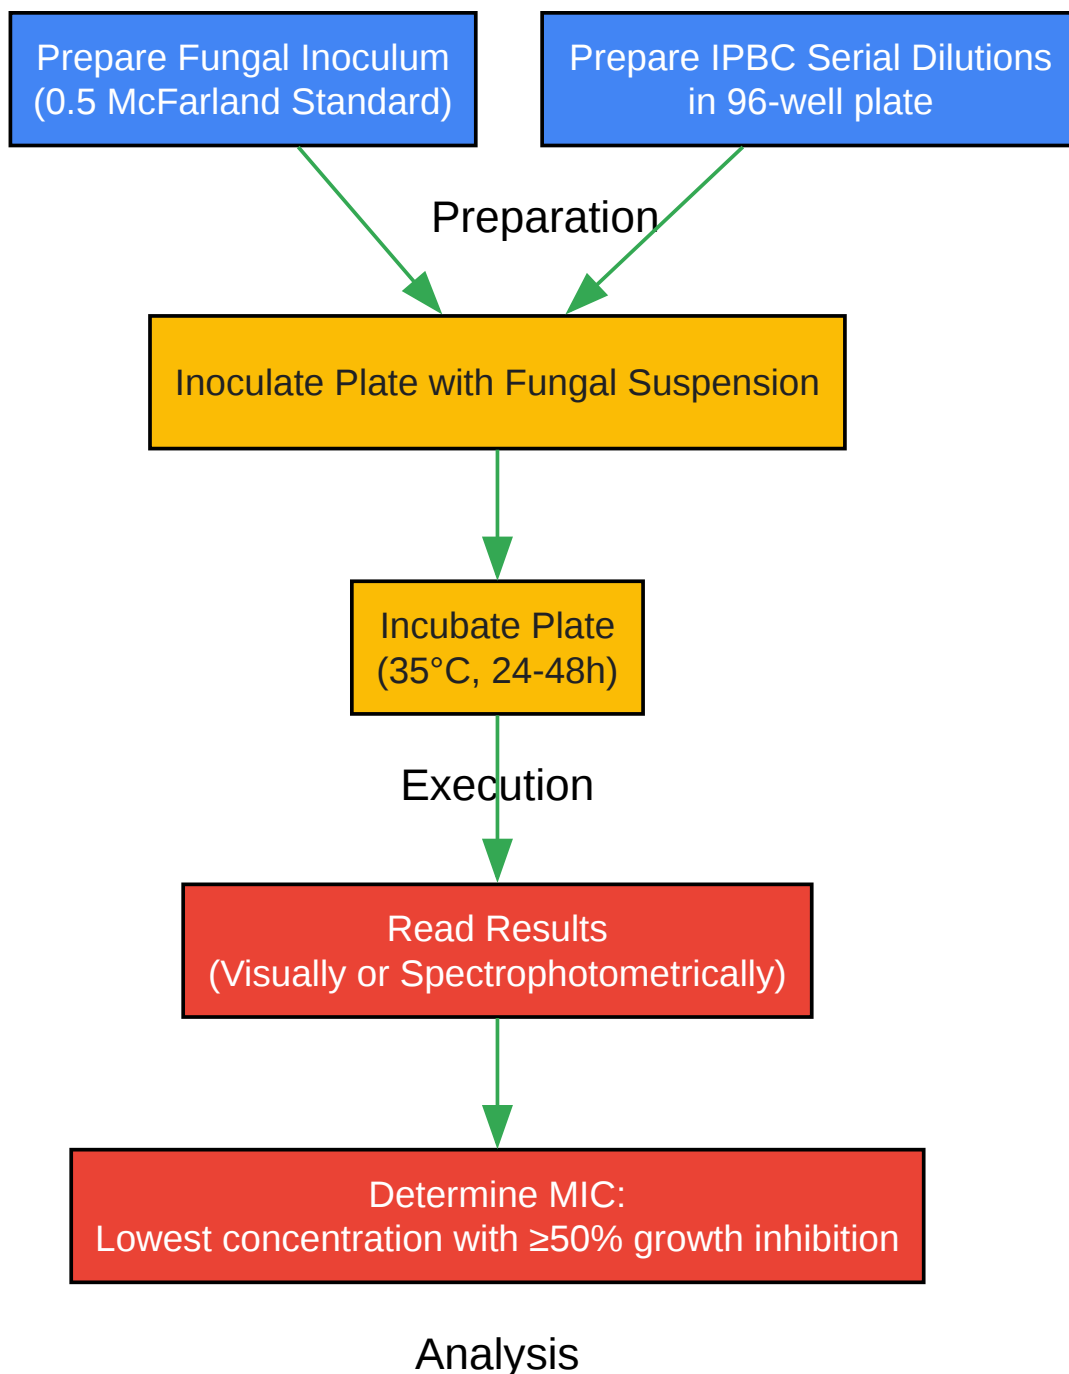 Prepare Fungal Inoculum
(0.5 McFarland Standard)
Prepare IPBC Serial Dilutions
in 96-well plate
Preparation
Inoculate Plate with Fungal Suspension
Incubate Plate
(35°C, 24-48h)
Execution
Read Results
(Visually or Spectrophotometrically)
Determine MIC:
Lowest concentration with ≥50% growth inhibition
Analysis